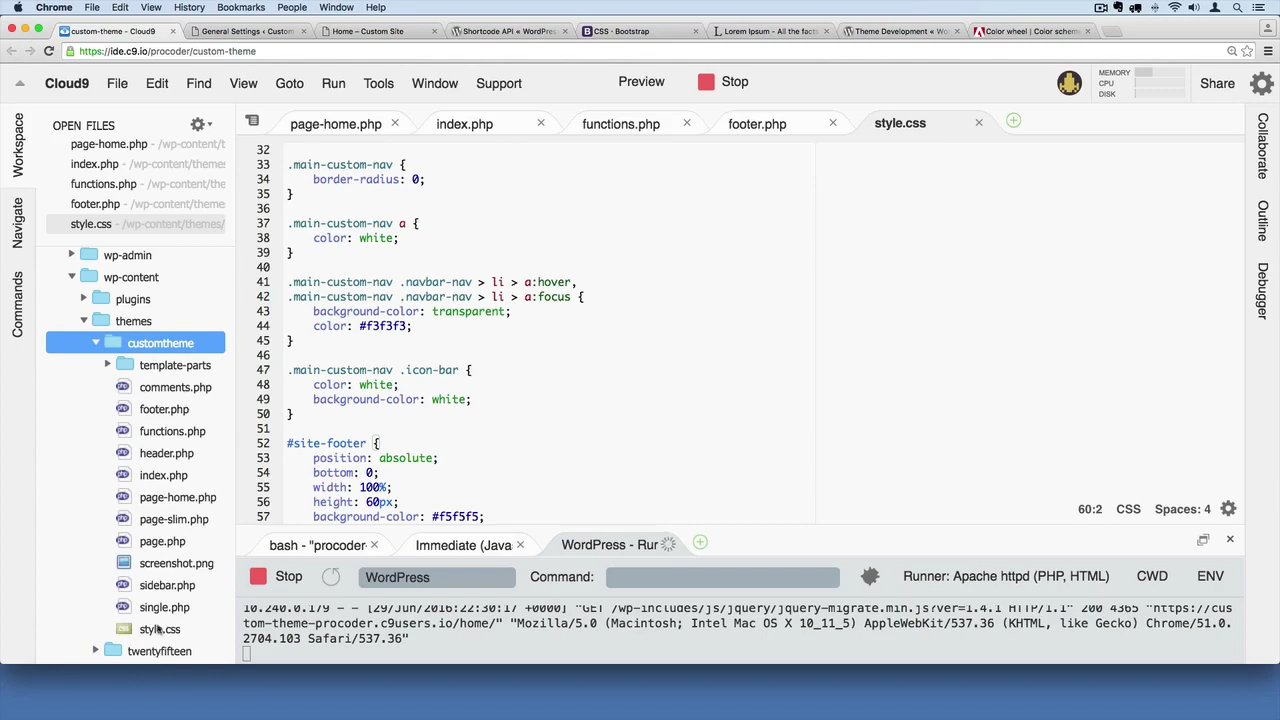 Chrome File Edit View History Bookmarks People Window Help
custom-theme - Cloud9 × General Settings ‹ Custom × Home – Custom Site × Shortcode API « WordPres × CSS · Bootstrap × Lorem Ipsum - All the facts × Theme Development « Wo × Color wheel | Color scheme ×
https://ide.c9.io/procoder/custom-theme
Cloud9 File Edit Find View Goto Run Tools Window Support Preview Stop MEMORY CPU DISK Share
OPEN FILES
page-home.php - /wp-content/t
index.php - /wp-content/themes
functions.php - /wp-content/the
footer.php - /wp-content/themes
style.css - /wp-content/themes/
wp-admin
wp-content
plugins
themes
customtheme
template-parts
comments.php
footer.php
functions.php
header.php
index.php
page-home.php
page-slim.php
page.php
screenshot.png
sidebar.php
single.php
style.css
twentyfifteen
Workspace
Navigate
Commands
page-home.php × index.php × functions.php × footer.php × style.css ×
32
33 .main-custom-nav {
34 border-radius: 0;
35 }
36
37 .main-custom-nav a {
38 color: white;
39 }
40
41 .main-custom-nav .navbar-nav > li > a:hover,
42 .main-custom-nav .navbar-nav > li > a:focus {
43 background-color: transparent;
44 color: #f3f3f3;
45 }
46
47 .main-custom-nav .icon-bar {
48 color: white;
49 background-color: white;
50 }
51
52 #site-footer {
53 position: absolute;
54 bottom: 0;
55 width: 100%;
56 height: 60px;
57 background-color: #f5f5f5;
60:2 CSS Spaces: 4
Collaborate
Outline
Debugger
bash - "procoder- × Immediate (Java × WordPress - Rur
Stop WordPress Command: Runner: Apache httpd (PHP, HTML) CWD ENV
10.240.0.179 - - [29/Jun/2016:22:30:17 +0000] "GET /wp-includes/js/jquery/jquery-migrate.min.js?ver=1.4.1 HTTP/1.1" 200 4365 "https://cus
tom-theme-procoder.c9users.io/home/" "Mozilla/5.0 (Macintosh; Intel Mac OS X 10_11_5) AppleWebKit/537.36 (KHTML, like Gecko) Chrome/51.0.
2704.103 Safari/537.36"